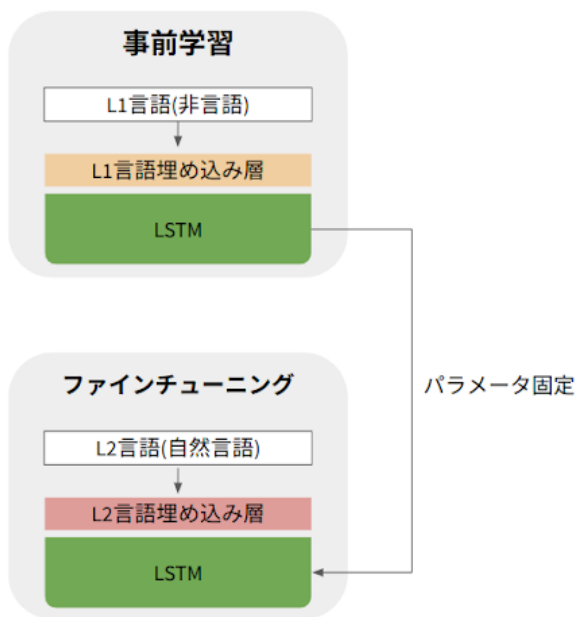 事前学習
L1言語(非言語)
L1言語埋め込み層
LSTM
ファインチューニング
パラメータ固定
L2言語(自然言語)
L2言語埋め込み層
LSTM